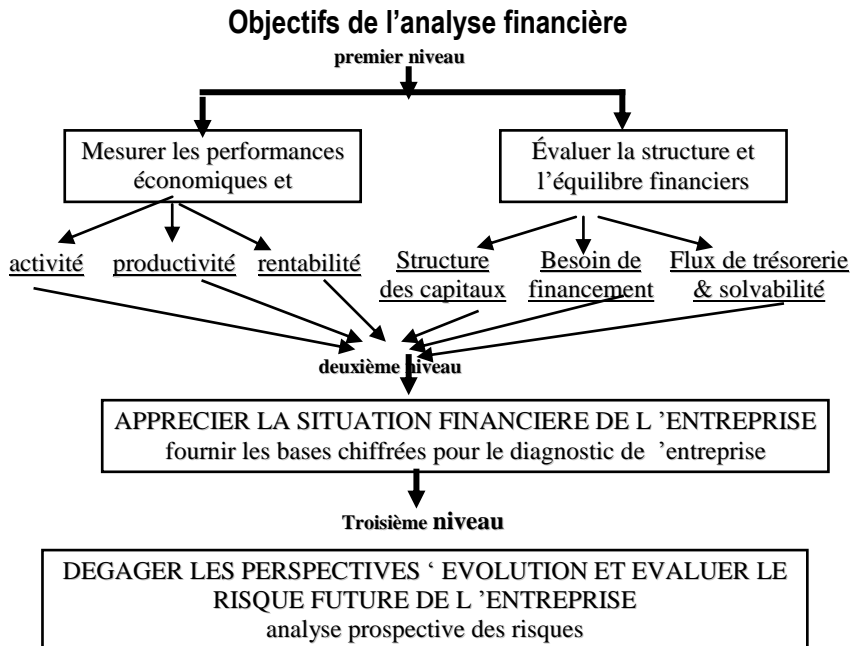 Objectifs de l'analyse financière
premier niveau
Mesurer les performances
économiques et
Évaluer la structure et
l'équilibre financiers
activité productivité rentabilité
Structure
des capitaux
Besoin de
financement
Flux de trésorerie
& solvabilité
deuxième niveau
APPRECIER LA SITUATION FINANCIERE DE L 'ENTREPRISE
fournir les bases chiffrées pour le diagnostic de 'entreprise
Troisième niveau
DEGAGER LES PERSPECTIVES ‘ EVOLUTION ET EVALUER LE
RISQUE FUTURE DE L 'ENTREPRISE
analyse prospective des risques